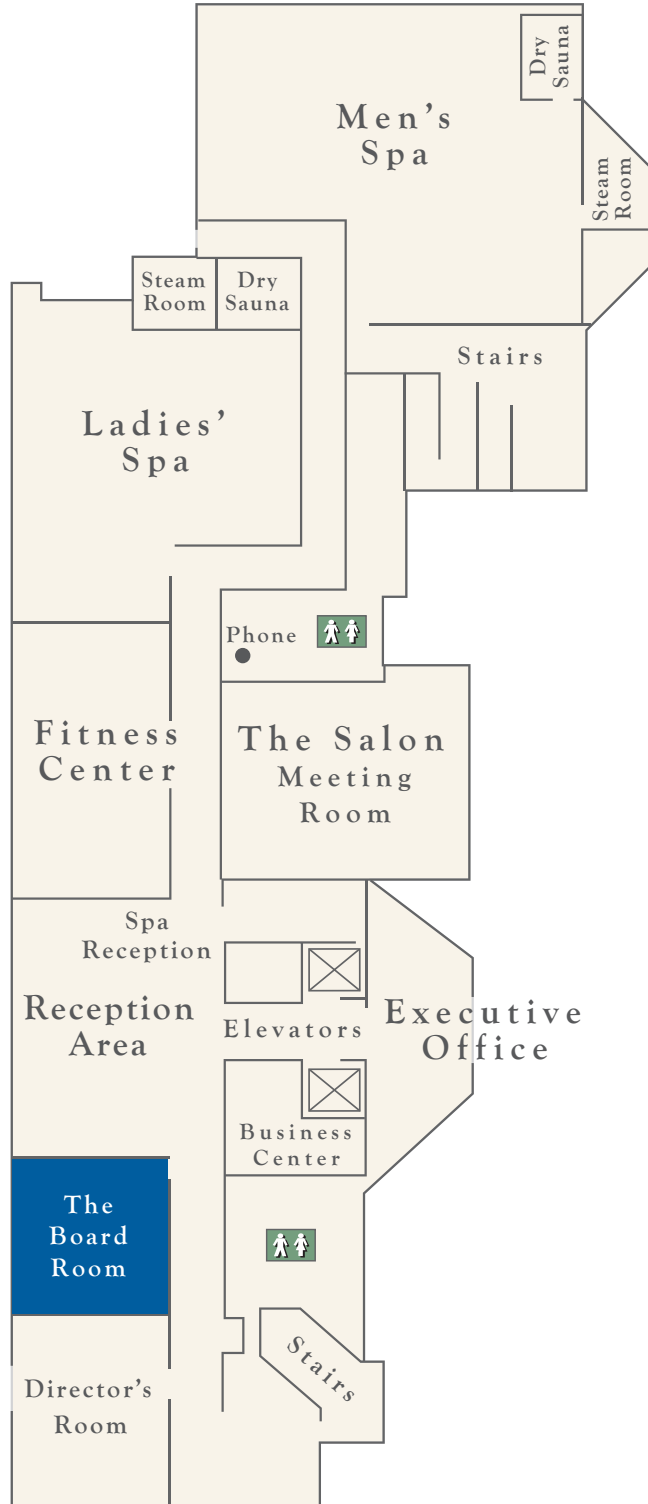 Dry
Sauna
Men's
Spa
Steam
Room
Steam
Room
Dry
Sauna
Stairs
Ladies'
Spa
Phone
Fitness
Center
The Salon
Meeting
Room
Spa
Reception
Reception
Area
Elevators
Executive
Office
Business
Center
The
Board
Room
Stairs
Director's
Room